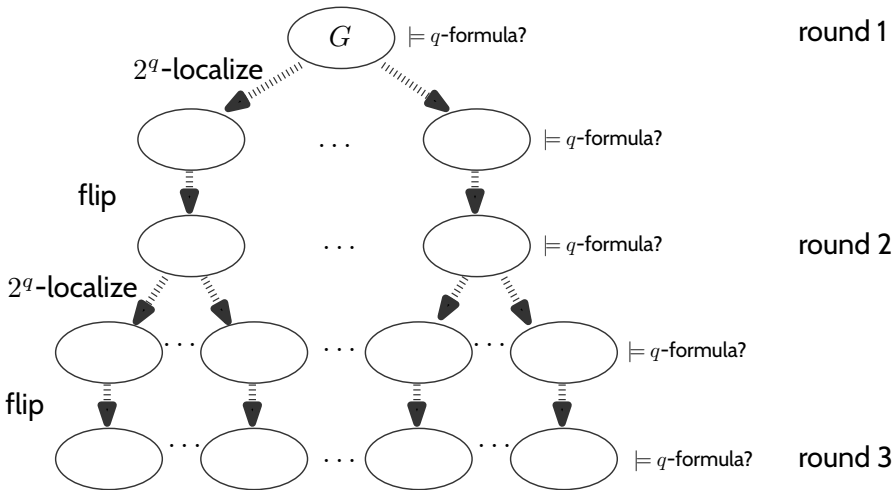 G ⊨ q-formula? round 1
2^q-localize
... ⊨ q-formula?
flip
... ⊨ q-formula? round 2
2^q-localize
... ... ... ⊨ q-formula?
flip
... ... ... ⊨ q-formula? round 3